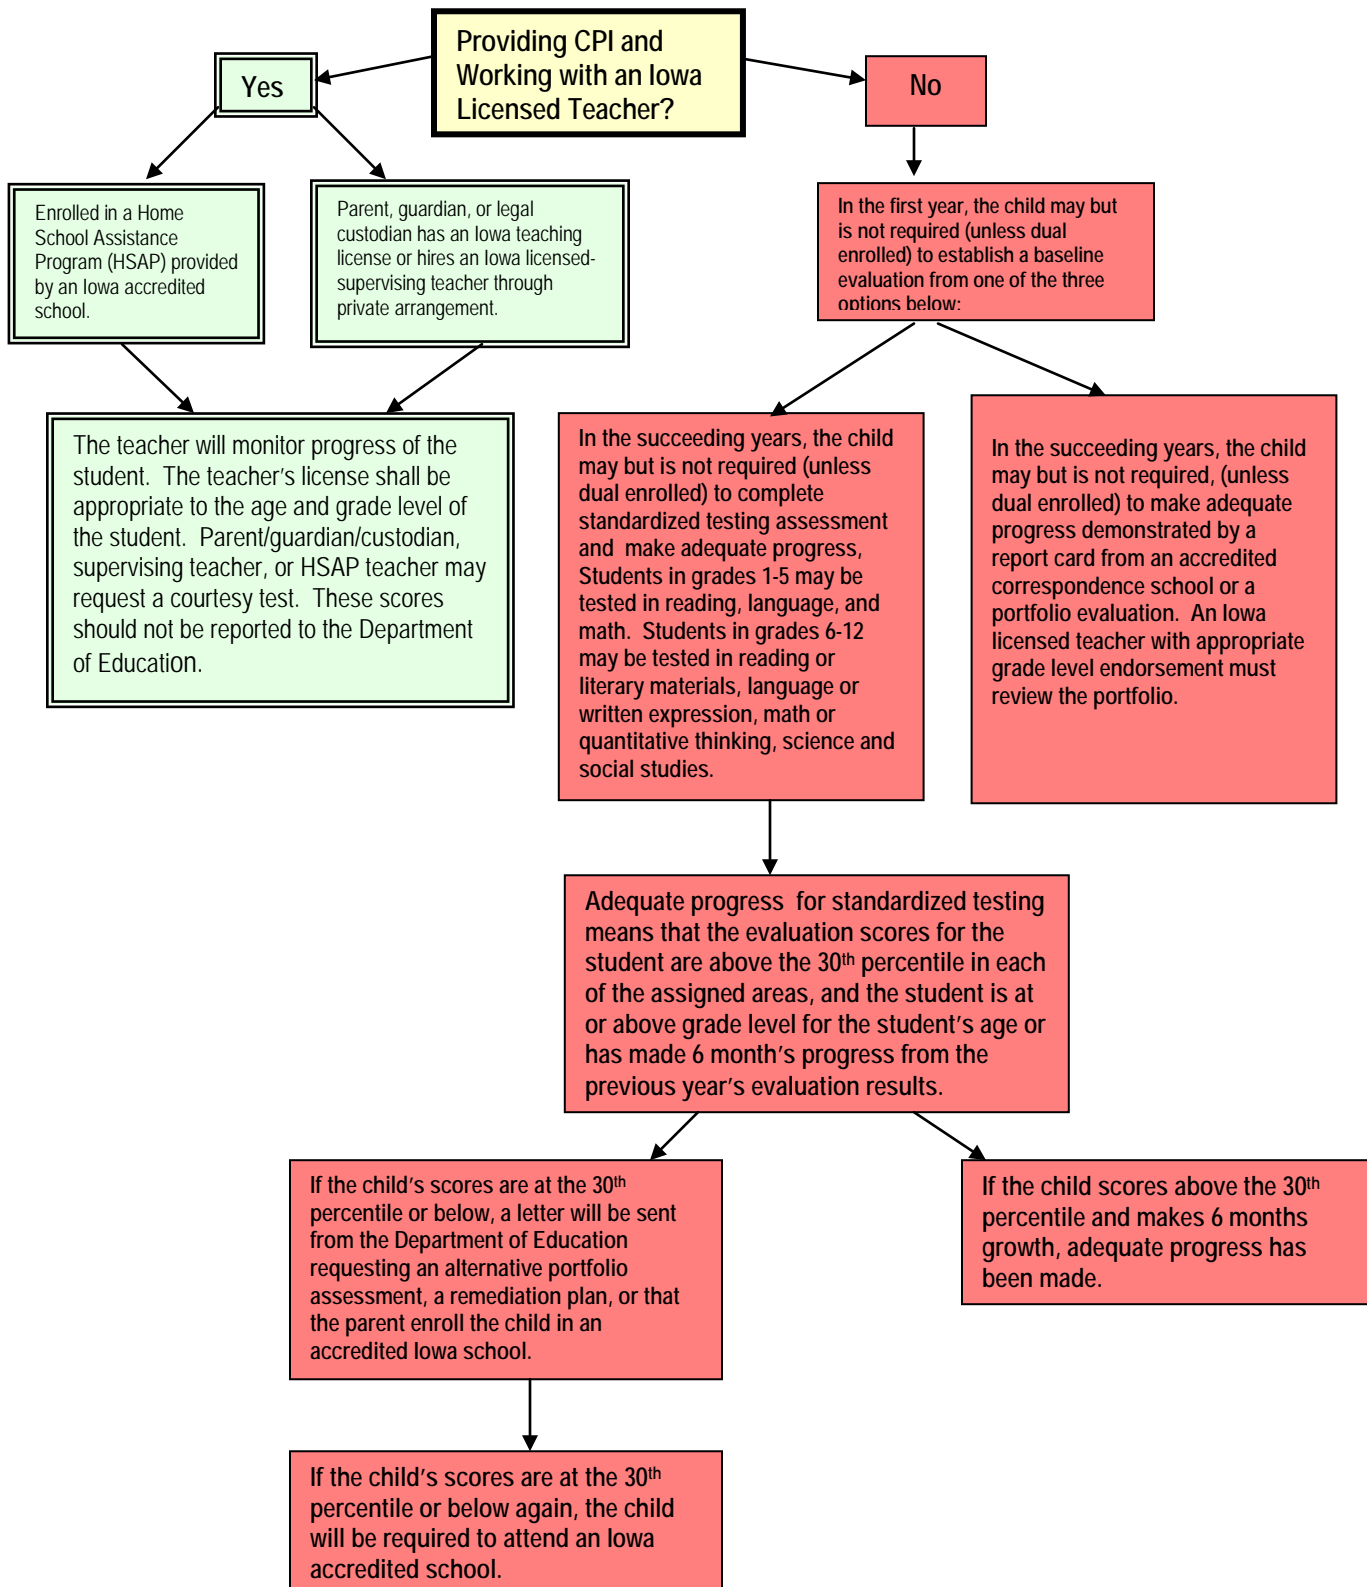 Providing CPI and
Working with an Iowa
Licensed Teacher?
Yes
No
Enrolled in a Home
School Assistance
Program (HSAP) provided
by an Iowa accredited
school.
Parent, guardian, or legal
custodian has an Iowa teaching
license or hires an Iowa licensed-
supervising teacher through
private arrangement.
In the first year, the child may but
is not required (unless dual
enrolled) to establish a baseline
evaluation from one of the three
options below:
The teacher will monitor progress of the
student.  The teacher's license shall be
appropriate to the age and grade level of
the student.  Parent/guardian/custodian,
supervising teacher, or HSAP teacher may
request a courtesy test.  These scores
should not be reported to the Department
of Education.
In the succeeding years, the child
may but is not required (unless
dual enrolled) to complete
standardized testing assessment
and  make adequate progress,
Students in grades 1-5 may be
tested in reading, language, and
math.  Students in grades 6-12
may be tested in reading or
literary materials, language or
written expression, math or
quantitative thinking, science and
social studies.
In the succeeding years, the child
may but is not required, (unless
dual enrolled) to make adequate
progress demonstrated by a
report card from an accredited
correspondence school or a
portfolio evaluation.  An Iowa
licensed teacher with appropriate
grade level endorsement must
review the portfolio.
Adequate progress  for standardized testing
means that the evaluation scores for the
student are above the 30th percentile in each
of the assigned areas, and the student is at
or above grade level for the student's age or
has made 6 month's progress from the
previous year's evaluation results.
If the child's scores are at the 30th
percentile or below, a letter will be sent
from the Department of Education
requesting an alternative portfolio
assessment, a remediation plan, or that
the parent enroll the child in an
accredited Iowa school.
If the child scores above the 30th
percentile and makes 6 months
growth, adequate progress has
been made.
If the child's scores are at the 30th
percentile or below again, the child
will be required to attend an Iowa
accredited school.